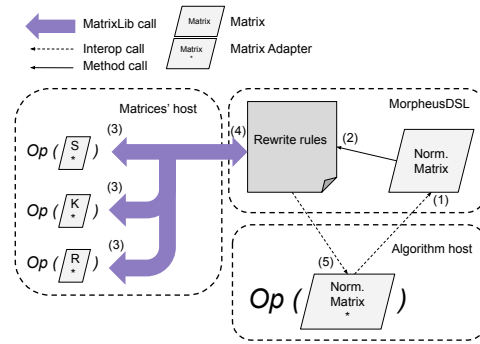 MatrixLib call
Matrix
Matrix
Interop call
Matrix
*
Matrix Adapter
Method call
Matrices' host
MorpheusDSL
(3)
(4)
Op ( S * )
Rewrite rules
(2)
Norm.
Matrix
(3)
Op ( K * )
(1)
(3)
Op ( R * )
Algorithm host
(5)
Op ( Norm.
Matrix
* )